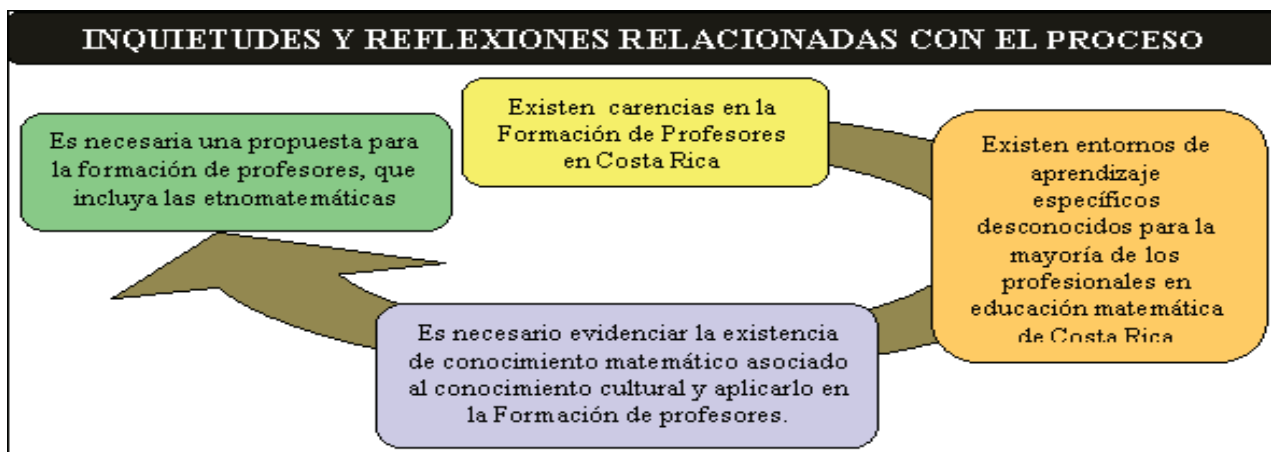 INQUIETUDES Y REFLEXIONES RELACIONADAS CON EL PROCESO
Existen carencias en la
Formación de Profesores
en Costa Rica
Existen entornos de
aprendizaje
específicos
desconocidos para la
mayoría de los
profesionales en
educación matemática
de Costa Rica
Es necesario evidenciar la existencia
de conocimiento matemático asociado
al conocimiento cultural y aplicarlo en
la Formación de profesores.
Es necesaria una propuesta para
la formación de profesores, que
incluya las etnomatemáticas